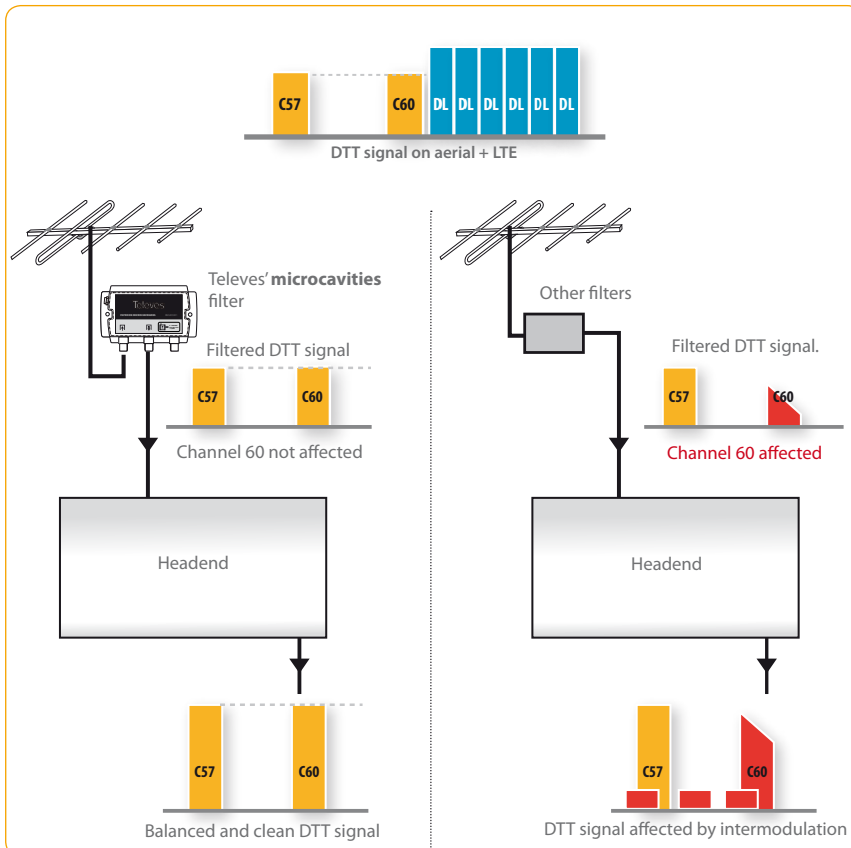 C57
C60
DL DL DL DL DL DL
DTT signal on aerial + LTE
Televes' microcavities
filter
Televes
Filtered DTT signal
C57
C60
Channel 60 not affected
Headend
C57
C60
Balanced and clean DTT signal
Other filters
Filtered DTT signal.
C57
C60
Channel 60 affected
Headend
C57
C60
DTT signal affected by intermodulation